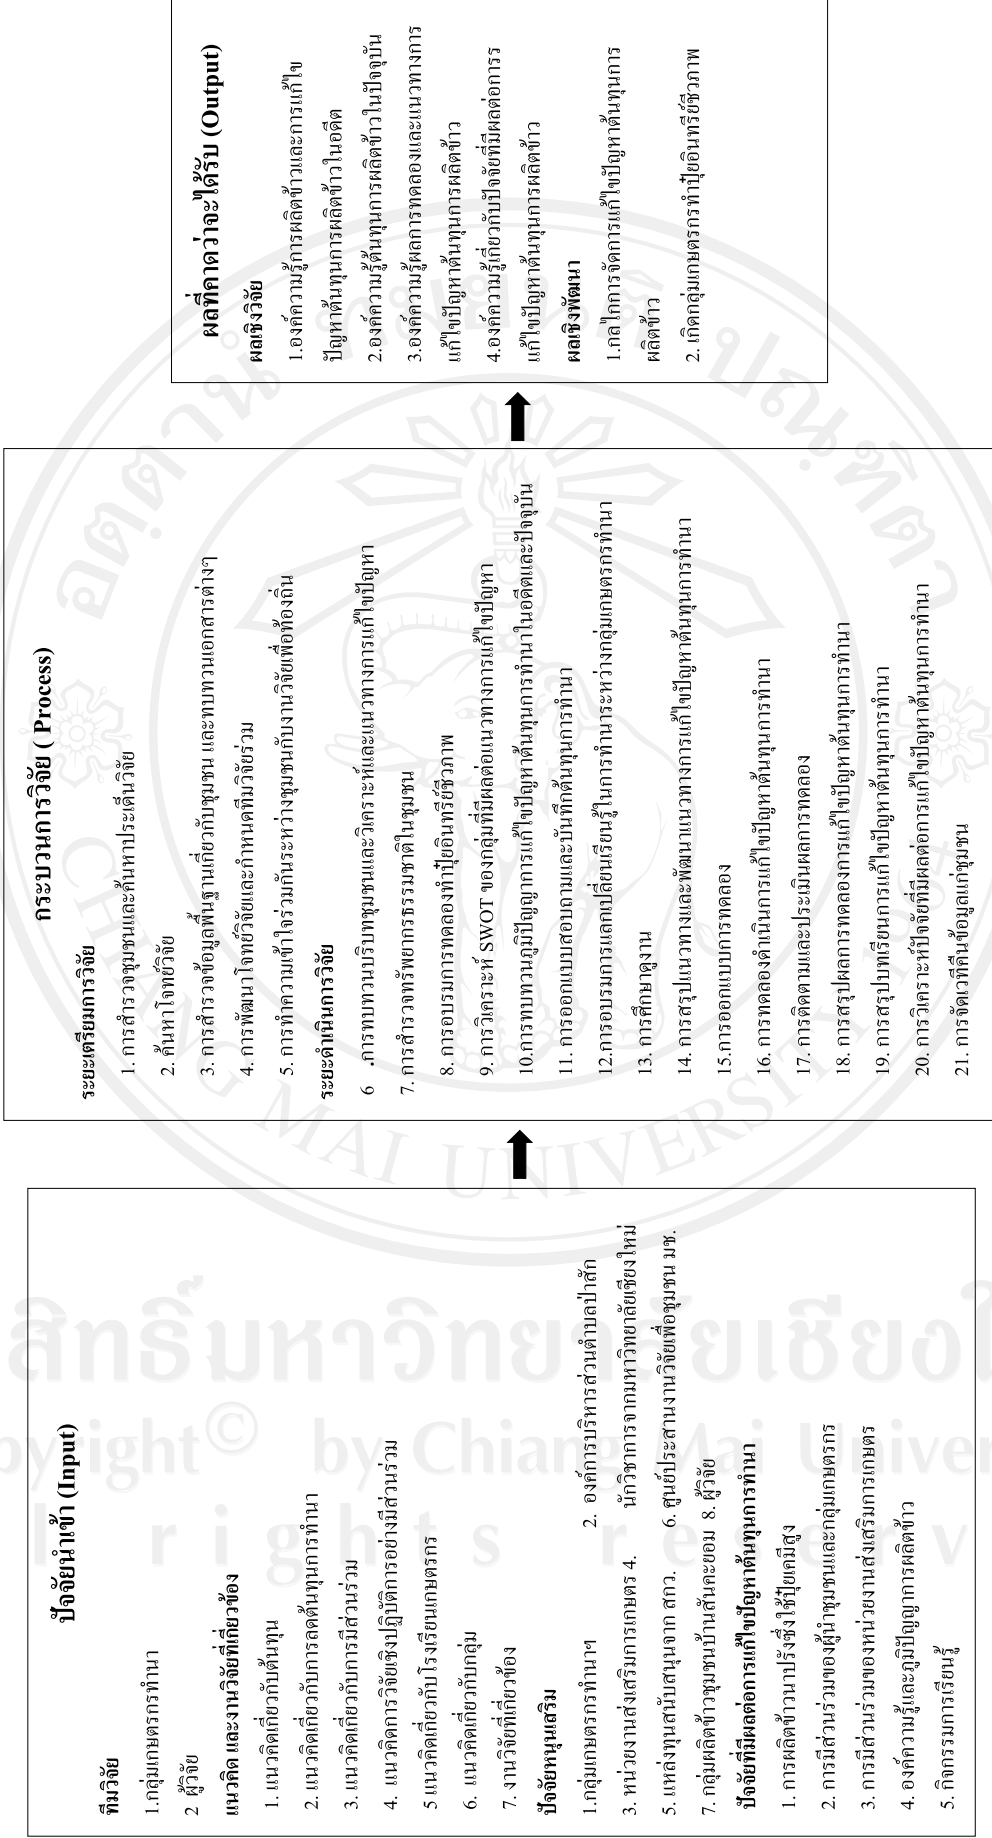 ปัจจัยนำเข้า (Input)
ทีมวิจัย
1.กลุ่มเกษตรกรทำนา
2 ผู้วิจัย
แนวคิด และงานวิจัยที่เกี่ยวข้อง
1. แนวคิดเกี่ยวกับต้นทุน
2. แนวคิดเกี่ยวกับการลดต้นทุนการทำนา
3. แนวคิดเกี่ยวกับการมีส่วนร่วม
4. แนวคิดการวิจัยเชิงปฏิบัติการอย่างมีส่วนร่วม
5 แนวคิดเกี่ยวกับโรงเรียนเกษตรกร
6. แนวคิดเกี่ยวกับกลุ่ม
7. งานวิจัยที่เกี่ยวข้อง
ปัจจัยหนุนเสริม
1.กลุ่มเกษตรกรทำนาฯ 2. องค์การบริหารส่วนตำบลป่าสัก
3. หน่วยงานส่งเสริมการเกษตร 4. นักวิชาการจากมหาวิทยาลัยเชียงใหม่
5. แหล่งทุนสนับสนุนจาก สกว. 6. ศูนย์ประสานงานวิจัยเพื่อชุมชน มช.
7. กลุ่มผลิตข้าวชุมชนบ้านสันคะยอม 8. ผู้วิจัย
ปัจจัยที่มีผลต่อการแก้ไขปัญหาต้นทุนการทำนา
1. การผลิตข้าวนาปรังซึ่งใช้ปุ๋ยเคมีสูง
2. การมีส่วนร่วมของผู้นำชุมชนและกลุ่มเกษตรกร
3. การมีส่วนร่วมของหน่วยงานส่งเสริมการเกษตร
4. องค์ความรู้และภูมิปัญญาการผลิตข้าว
5. กิจกรรมการเรียนรู้
กระบวนการวิจัย ( Process)
ระยะเตรียมการวิจัย
1. การสำรวจชุมชนและค้นหาประเด็นวิจัย
2. ค้นหาโจทย์วิจัย
3. การสำรวจข้อมูลพื้นฐานเกี่ยวกับชุมชน และทบทวนเอกสารต่างๆ
4. การพัฒนาโจทย์วิจัยและกำหนดทีมวิจัยร่วม
5. การทำความเข้าใจร่วมกันระหว่างชุมชนกับงานวิจัยเพื่อท้องถิ่น
ระยะดำเนินการวิจัย
6 .การทบทวนบริบทชุมชนและวิเคราะห์และแนวทางการแก้ไขปัญหา
7. การสำรวจทรัพยากรธรรมชาติในชุมชน
8. การอบรมการทดลองทำปุ๋ยอินทรีย์ชีวภาพ
9. การวิเคราะห์ SWOT ของกลุ่มที่มีผลต่อแนวทางการแก้ไขปัญหา
10.การทบทวนภูมิปัญญาการแก้ไขปัญหาต้นทุนการทำนาในอดีตและปัจจุบัน
11. การออกแบบสอบถามและบันทึกต้นทุนการทำนา
12.การอบรมการแลกเปลี่ยนเรียนรู้ในการทำนาระหว่างกลุ่มเกษตรกรทำนา
13. การศึกษาดูงาน
14. การสรุปแนวทางและพัฒนาแนวทางการแก้ไขปัญหาต้นทุนการทำนา
15.การออกแบบการทดลอง
16. การทดลองดำเนินการแก้ไขปัญหาต้นทุนการทำนา
17. การติดตามและประเมินผลการทดลอง
18. การสรุปผลการทดลองการแก้ไขปัญหาต้นทุนการทำนา
19. การสรุปบทเรียนการแก้ไขปัญหาต้นทุนการทำนา
20. การวิเคราะห์ปัจจัยที่มีผลต่อการแก้ไขปัญหาต้นทุนการทำนา
21. การจัดเวทีคืนข้อมูลแก่ชุมชน
ผลที่คาดว่าจะได้รับ (Output)
ผลเชิงวิจัย
1.องค์ความรู้การผลิตข้าวและการแก้ไข
ปัญหาต้นทุนการผลิตข้าวในอดีต
2.องค์ความรู้ต้นทุนการผลิตข้าวในปัจจุบัน
3.องค์ความรู้ผลการทดลองและแนวทางการ
แก้ไขปัญหาต้นทุนการผลิตข้าว
4.องค์ความรู้เกี่ยวกับปัจจัยที่มีผลต่อการร
แก้ไขปัญหาต้นทุนการผลิตข้าว
ผลเชิงพัฒนา
1.กลไกการจัดการแก้ไขปัญหาต้นทุนการ
ผลิตข้าว
2. เกิดกลุ่มเกษตรกรทำปุ๋ยอินทรีย์ชีวภาพ
CHIANG MAI UNIVERSITY 1964
สิทธิ์มหาวิทยาลัยเชียงใ
pyright© by Chiang Mai Univer
l rights reserv